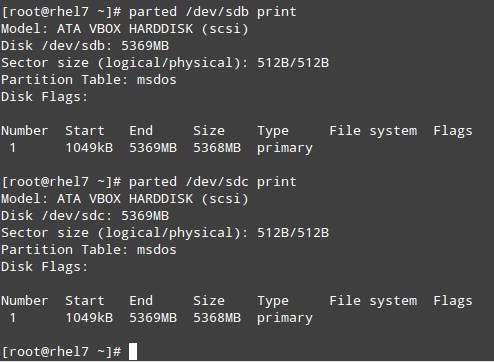 [root@rhel7 ~]# parted /dev/sdb print
Model: ATA VBOX HARDDISK (scsi)
Disk /dev/sdb: 5369MB
Sector size (logical/physical): 512B/512B
Partition Table: msdos
Disk Flags:
Number  Start   End     Size    Type     File system  Flags
 1      1049kB  5369MB  5368MB  primary
[root@rhel7 ~]# parted /dev/sdc print
Model: ATA VBOX HARDDISK (scsi)
Disk /dev/sdc: 5369MB
Sector size (logical/physical): 512B/512B
Partition Table: msdos
Disk Flags:
Number  Start   End     Size    Type     File system  Flags
 1      1049kB  5369MB  5368MB  primary
[root@rhel7 ~]#